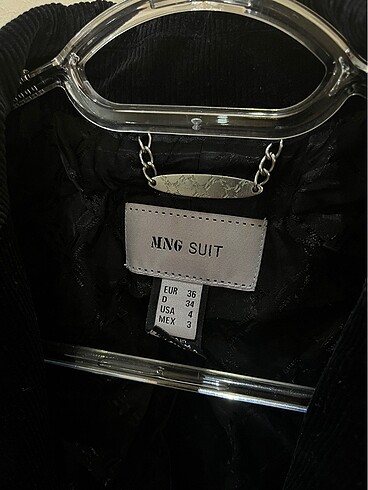 MNG SUIT
EUR 36
D 34
USA 4
MEX 3